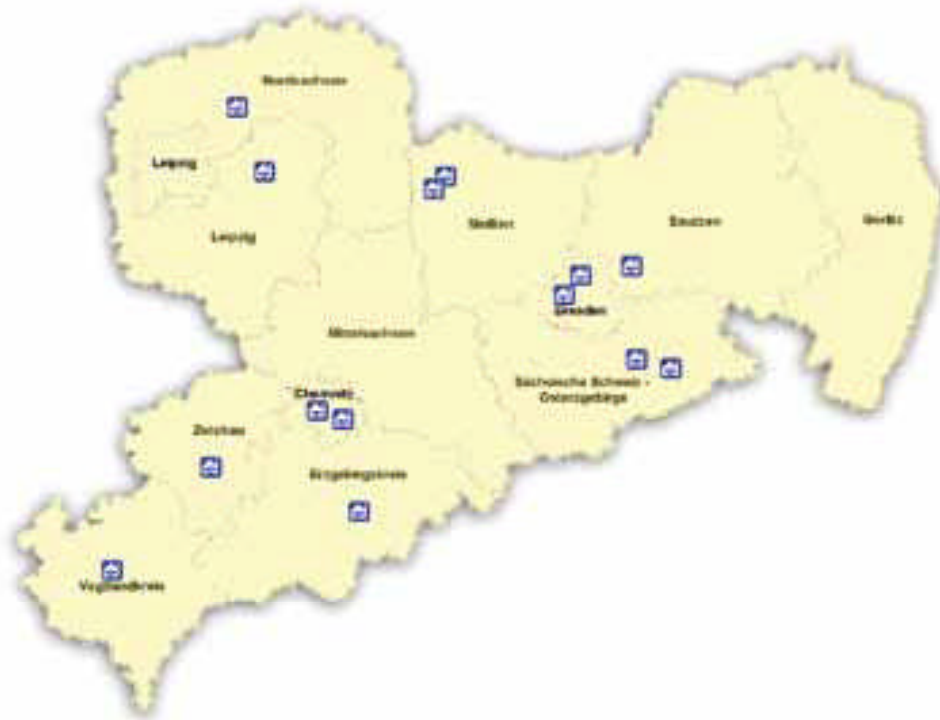 Nordsachsen
Leipzig
Leipzig
Meißen
Bautzen
Görlitz
Dresden
Mittelsachsen
Sächsische Schweiz -
Osterzgebirge
Chemnitz
Zwickau
Erzgebirgskreis
Vogtlandkreis